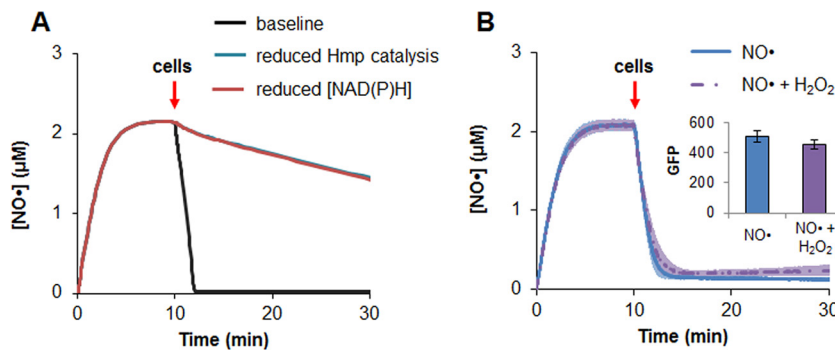 A
baseline
reduced Hmp catalysis
reduced [NAD(P)H]
cells
3
2
1
0
[NO•] (µM)
0
10
20
30
Time (min)
B
NO•
NO• + H₂O₂
cells
3
2
1
0
[NO•] (µM)
600
400
200
0
GFP
NO•
NO• +
H₂O₂
0
10
20
30
Time (min)